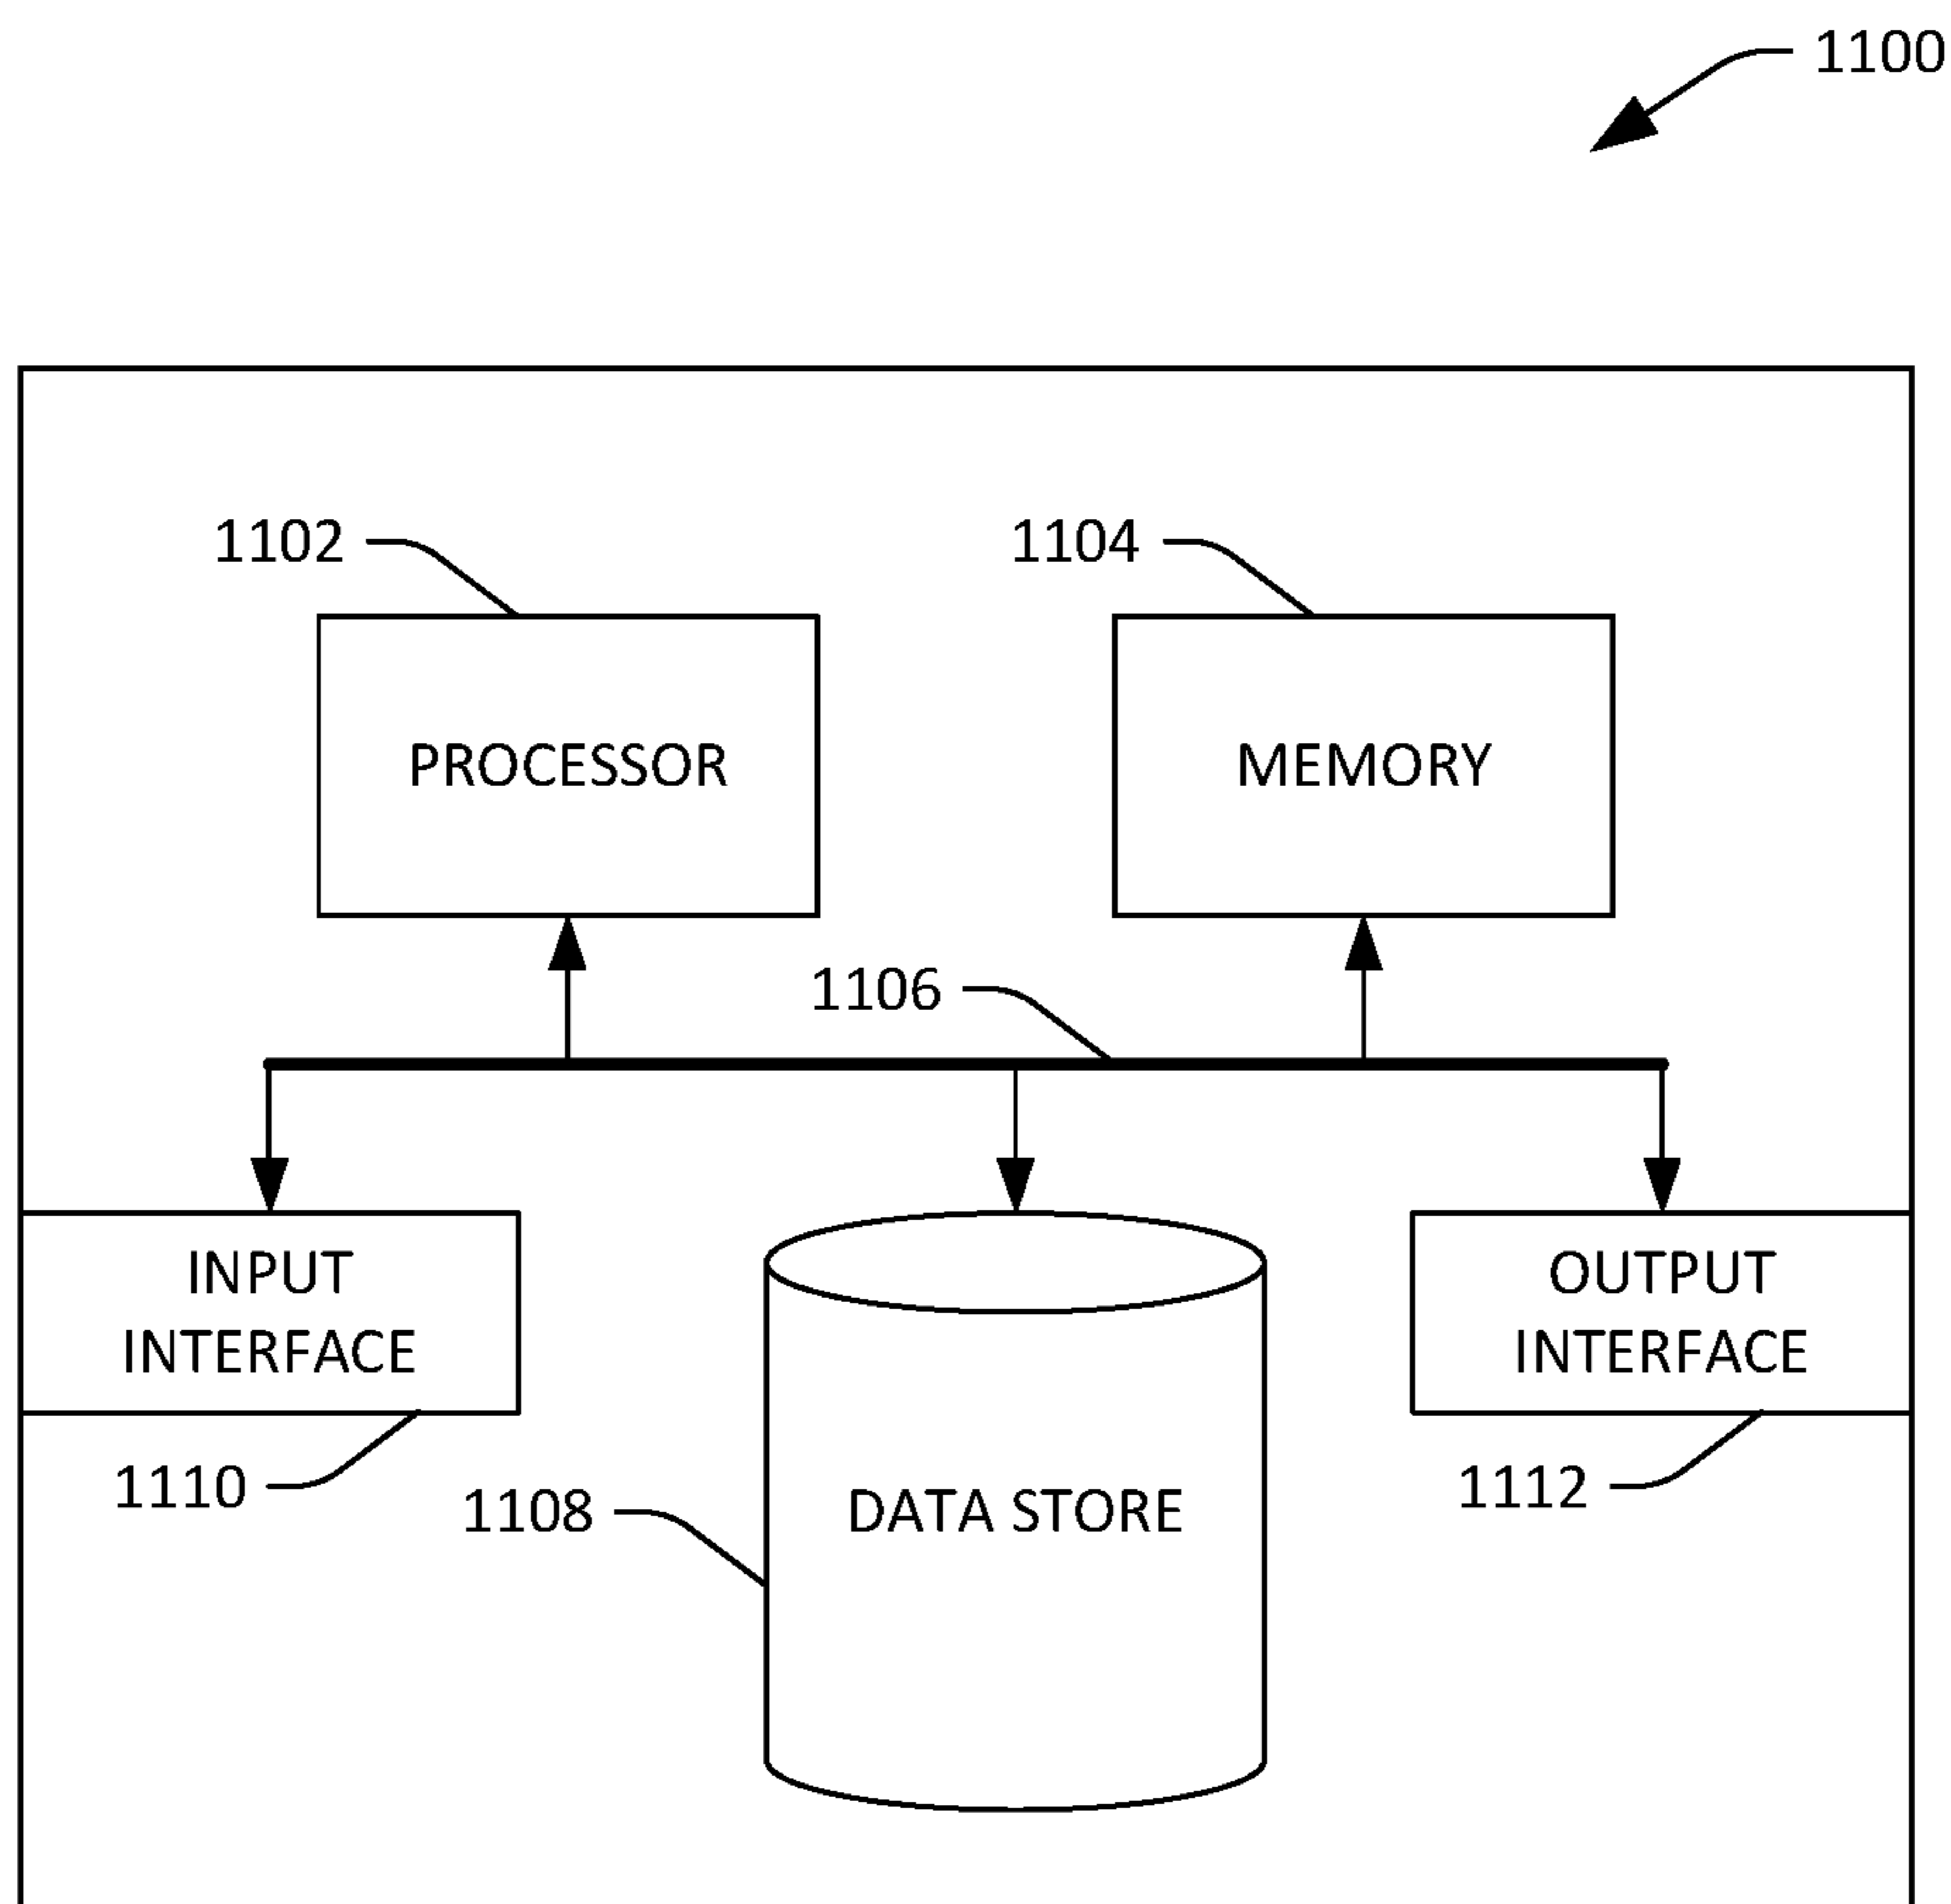 1100
1102
1104
PROCESSOR
MEMORY
1106
INPUT
INTERFACE
OUTPUT
INTERFACE
1110
1108
DATA STORE
1112